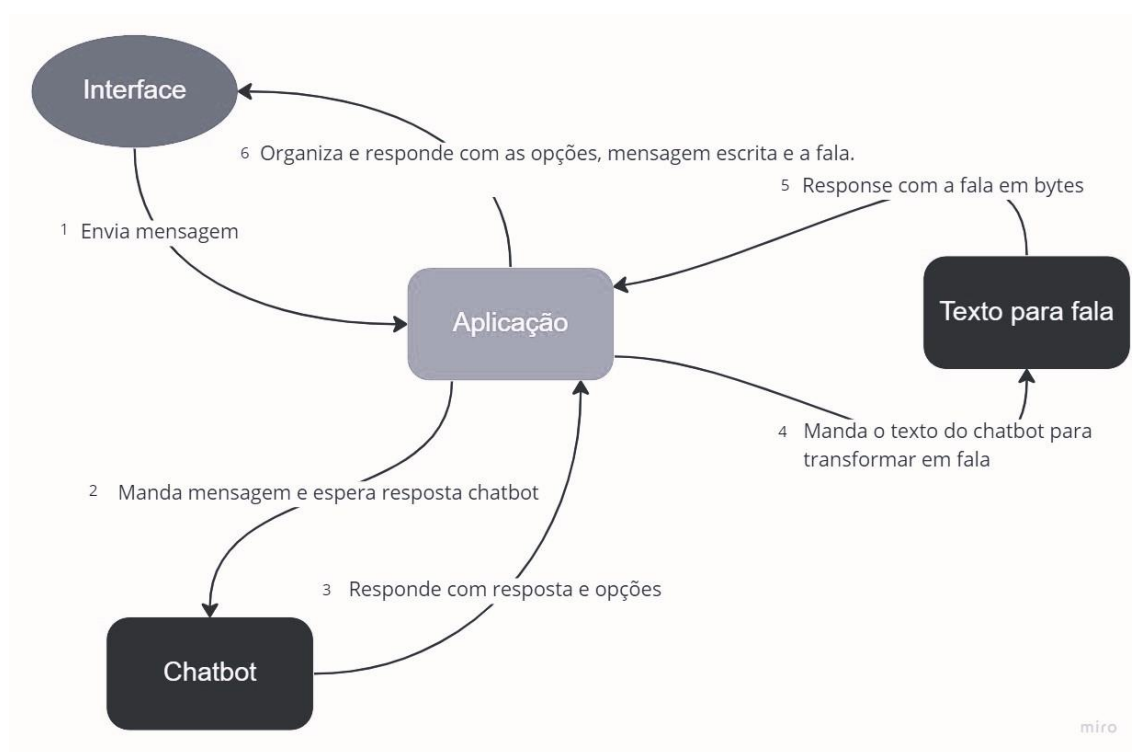 Interface
6 Organiza e responde com as opções, mensagem escrita e a fala.
5 Response com a fala em bytes
1 Envia mensagem
Aplicação
Texto para fala
4 Manda o texto do chatbot para
transformar em fala
2 Manda mensagem e espera resposta chatbot
3 Responde com resposta e opções
Chatbot
miro